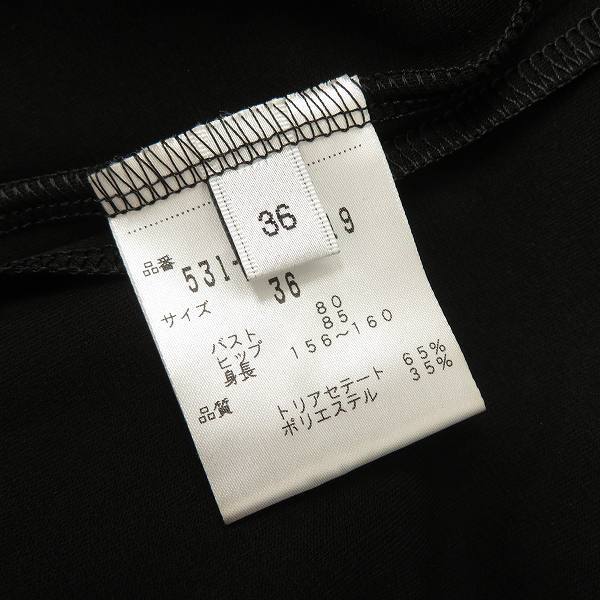 36
品番 531- 19
サイズ 36
バスト 80
ヒップ 85
身長 156～160
品質 トリアセテート 65%
ポリエステル 35%